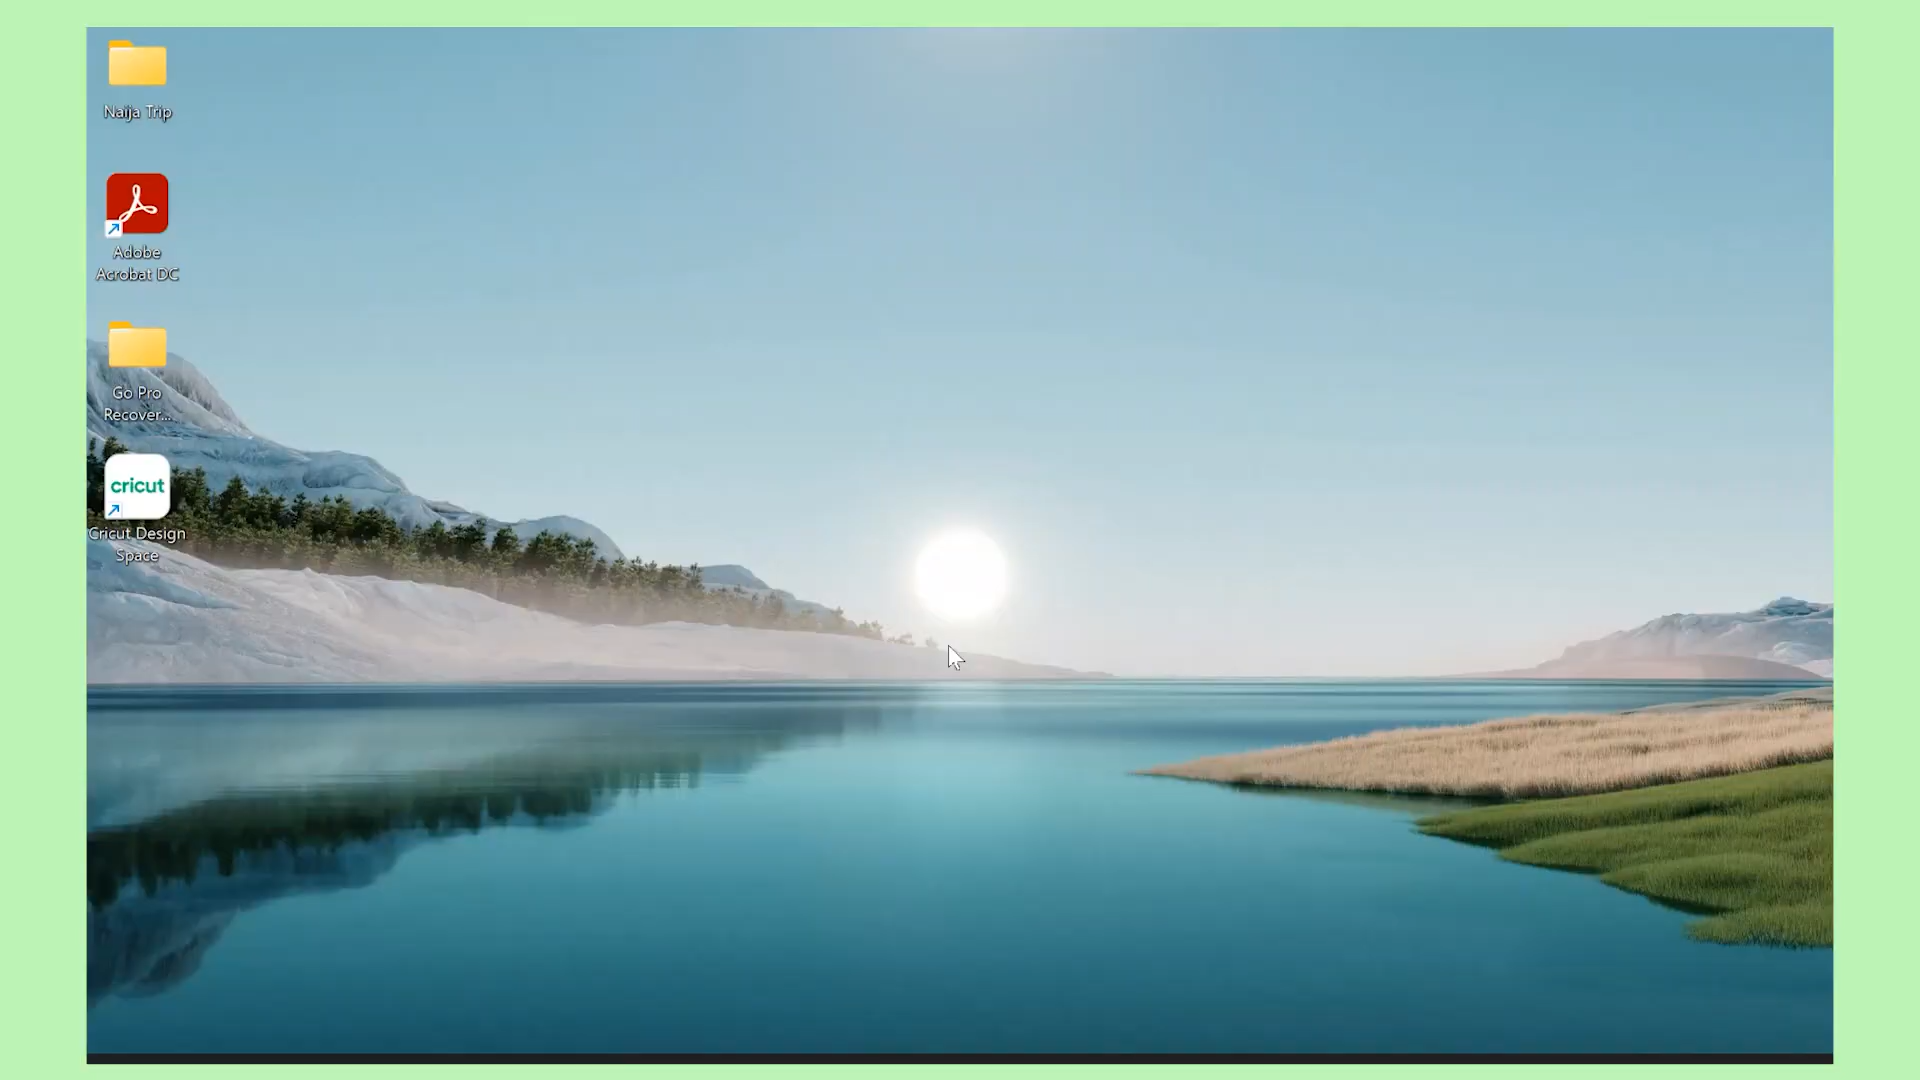 Naija Trip
Adobe
Acrobat DC
Go Pro
Recover...
cricut
Cricut Design
Space